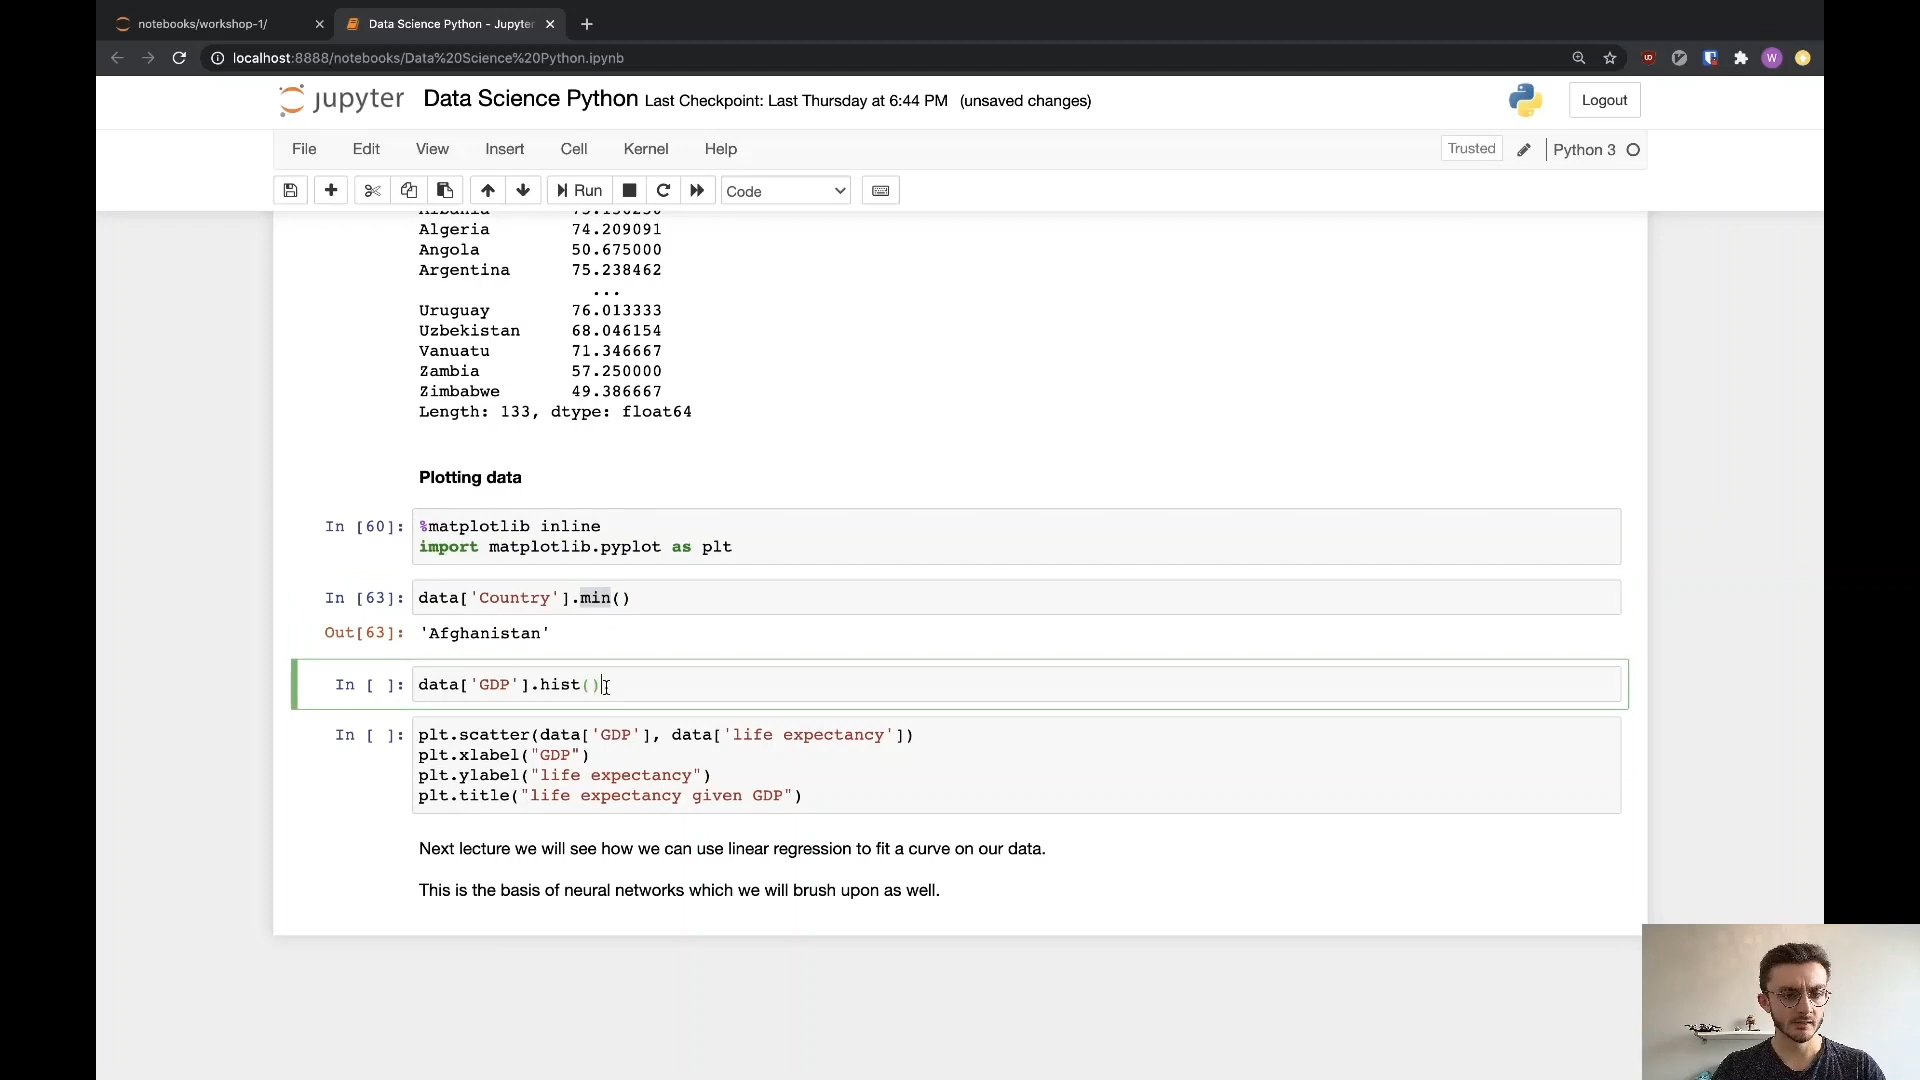 notebooks/workshop-1/
Data Science Python - Jupyter
localhost:8888/notebooks/Data%20Science%20Python.ipynb
W
jupyter Data Science Python Last Checkpoint: Last Thursday at 6:44 PM (unsaved changes)
Logout
File Edit View Insert Cell Kernel Help
Trusted Python 3
Run Code
Algeria 74.209091
Angola 50.675000
Argentina 75.238462
...
Uruguay 76.013333
Uzbekistan 68.046154
Vanuatu 71.346667
Zambia 57.250000
Zimbabwe 49.386667
Length: 133, dtype: float64
Plotting data
In [60]: %matplotlib inline
import matplotlib.pyplot as plt
In [63]: data['Country'].min()
Out[63]: 'Afghanistan'
In [ ]: data['GDP'].hist()
In [ ]: plt.scatter(data['GDP'], data['life expectancy'])
plt.xlabel("GDP")
plt.ylabel("life expectancy")
plt.title("life expectancy given GDP")
Next lecture we will see how we can use linear regression to fit a curve on our data.
This is the basis of neural networks which we will brush upon as well.